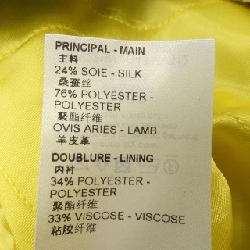 PRINCIPAL - MAIN
主料
24% SOIE - SILK
桑蚕丝
76% POLYESTER -
POLYESTER
聚酯纤维
OVIS ARIES - LAMB
羊皮革
DOUBLURE - LINING
内衬
34% POLYESTER -
POLYESTER
聚酯纤维
33% VISCOSE - VISCOSE
粘胶纤维